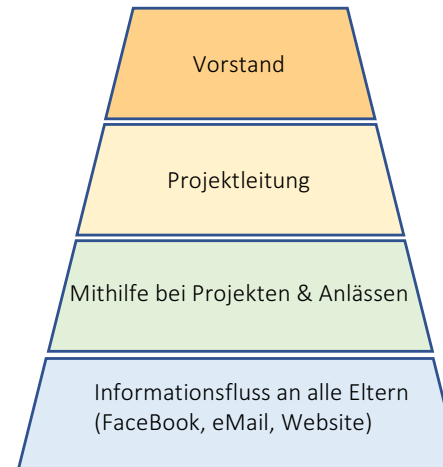 Vorstand
Projektleitung
Mithilfe bei Projekten & Anlässen
Informationsfluss an alle Eltern
(FaceBook, eMail, Website)